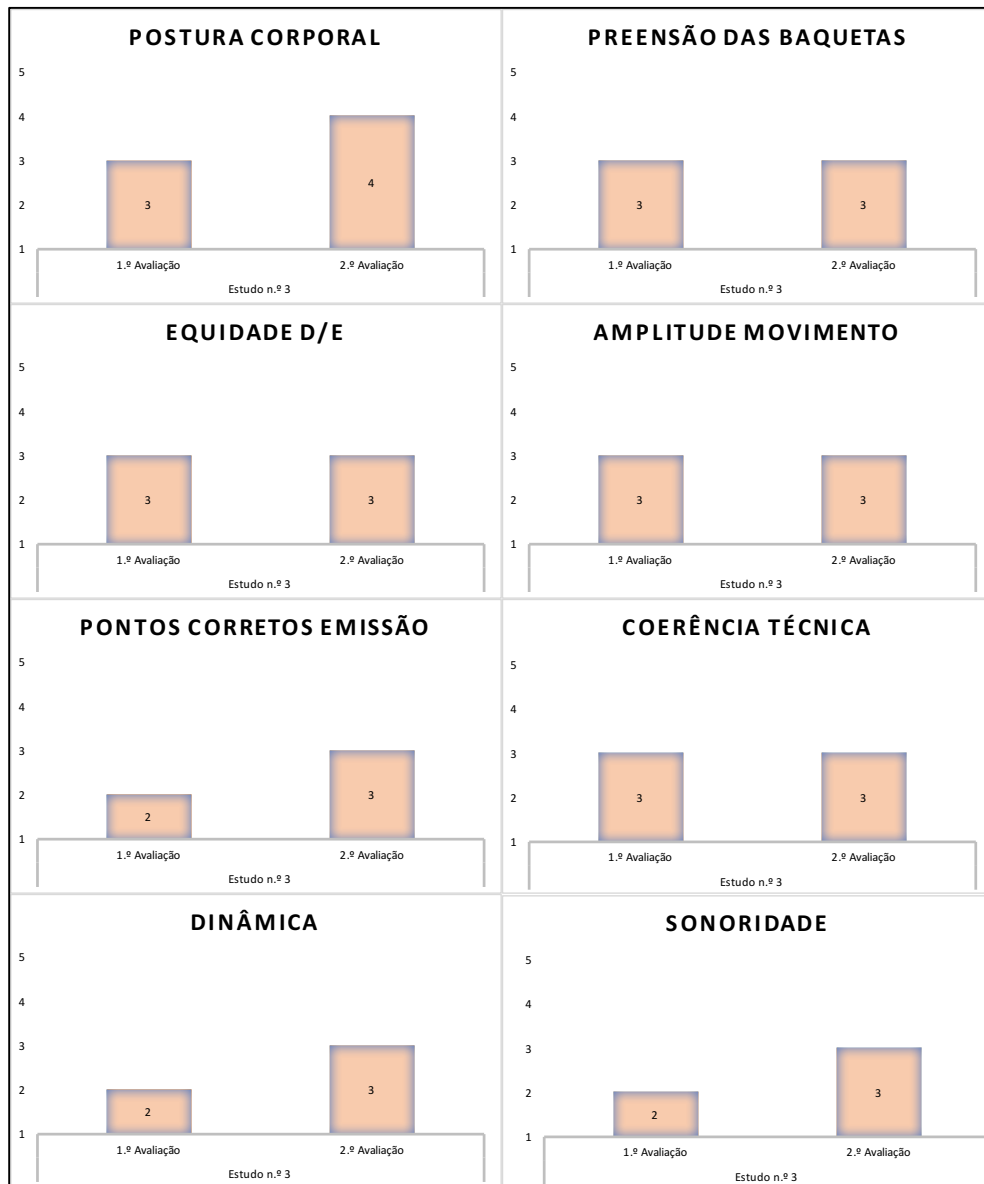 POSTURA CORPORAL
5
4
3
2
1
3
4
1.º Avaliação 2.º Avaliação
Estudo n.º 3
PREENSÃO DAS BAQUETAS
5
4
3
2
1
3
3
1.º Avaliação 2.º Avaliação
Estudo n.º 3
EQUIDADE D/E
5
4
3
2
1
3
3
1.º Avaliação 2.º Avaliação
Estudo n.º 3
AMPLITUDE MOVIMENTO
5
4
3
2
1
3
3
1.º Avaliação 2.º Avaliação
Estudo n.º 3
PONTOS CORRETOS EMISSÃO
5
4
3
2
1
2
3
1.º Avaliação 2.º Avaliação
Estudo n.º 3
COERÊNCIA TÉCNICA
5
4
3
2
1
3
3
1.º Avaliação 2.º Avaliação
Estudo n.º 3
DINÂMICA
5
4
3
2
1
2
3
1.º Avaliação 2.º Avaliação
Estudo n.º 3
SONORIDADE
5
4
3
2
1
2
3
1.º Avaliação 2.º Avaliação
Estudo n.º 3